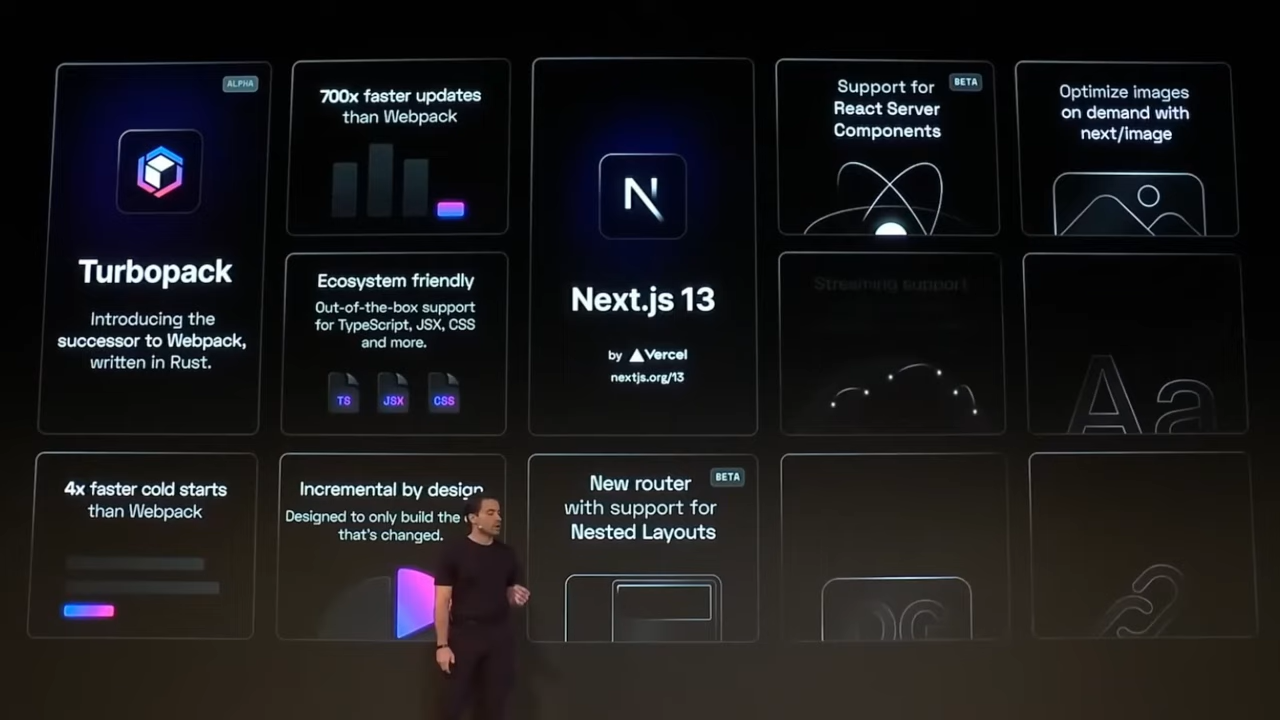 ALPHA
Turbopack
Introducing the
successor to Webpack,
written in Rust.
700x faster updates
than Webpack
Ecosystem friendly
Out-of-the-box support
for TypeScript, JSX, CSS
and more.
TS
JSX
CSS
4x faster cold starts
than Webpack
Incremental by design
Designed to only build the
that's changed.
N
Next.js 13
by Vercel
nextjs.org/13
New router
BETA
with support for
Nested Layouts
Support for
BETA
React Server
Components
Streaming support
OG
Optimize images
on demand with
next/image
Aa